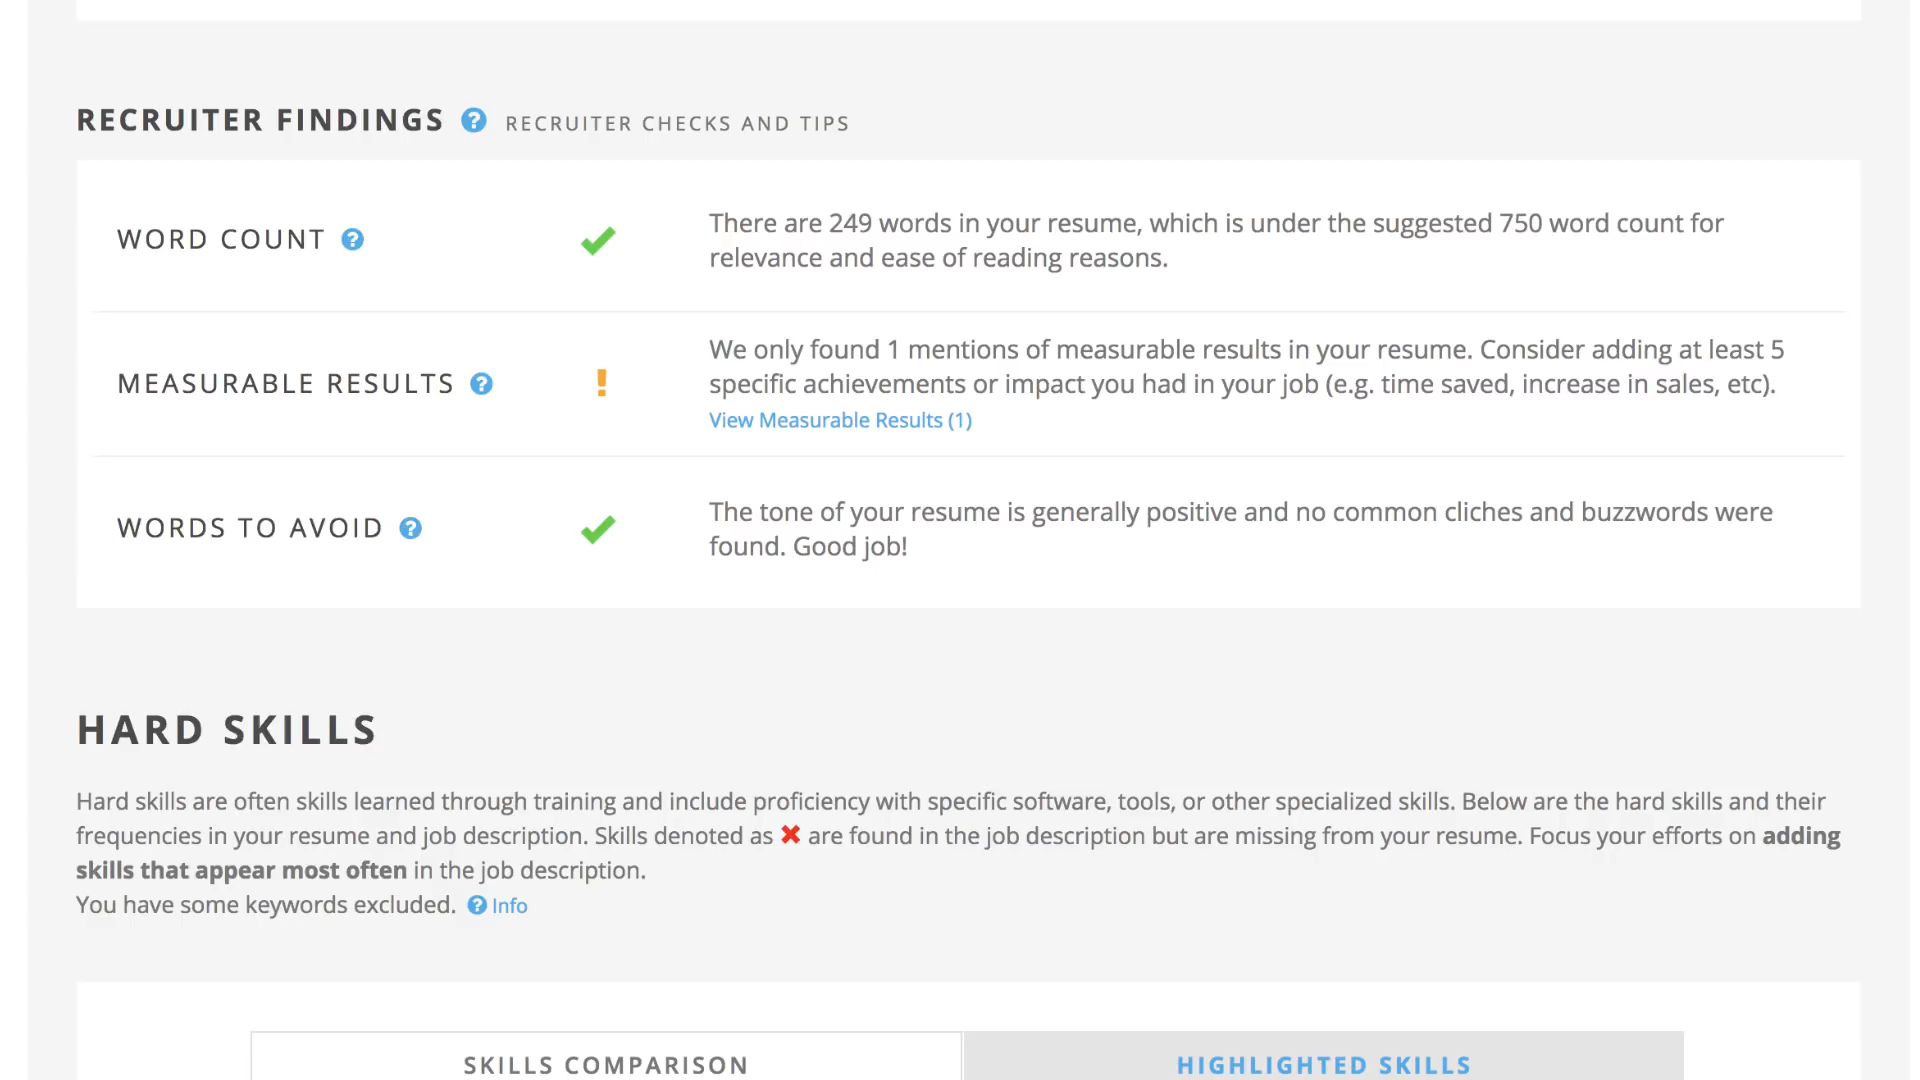 RECRUITER FINDINGS ? RECRUITER CHECKS AND TIPS
WORD COUNT ?
There are 249 words in your resume, which is under the suggested 750 word count for
relevance and ease of reading reasons.
MEASURABLE RESULTS ?
We only found 1 mentions of measurable results in your resume. Consider adding at least 5
specific achievements or impact you had in your job (e.g. time saved, increase in sales, etc).
View Measurable Results (1)
WORDS TO AVOID ?
The tone of your resume is generally positive and no common cliches and buzzwords were
found. Good job!
HARD SKILLS
Hard skills are often skills learned through training and include proficiency with specific software, tools, or other specialized skills. Below are the hard skills and their
frequencies in your resume and job description. Skills denoted as ✖ are found in the job description but are missing from your resume. Focus your efforts on adding
skills that appear most often in the job description.
You have some keywords excluded. ? Info
SKILLS COMPARISON
HIGHLIGHTED SKILLS